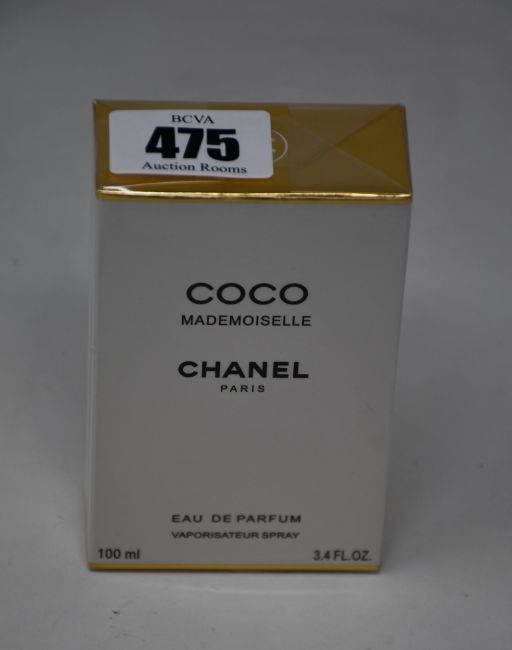 BCVA
475
Auction Rooms
COCO
MADEMOISELLE
CHANEL
PARIS
EAU DE PARFUM
VAPORISATEUR SPRAY
100 ml
3.4 FL.OZ.